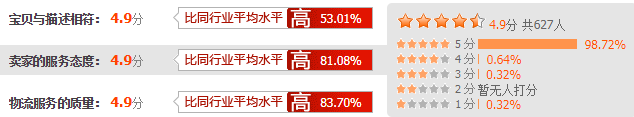 宝贝与描述相符： 4.9分 比同行业平均水平 高 53.01%
卖家的服务态度： 4.9分 比同行业平均水平 高 81.08%
物流服务的质量： 4.9分 比同行业平均水平 高 83.70%
4.9分 共627人
5分 98.72%
4分 0.64%
3分 0.32%
2分 暂无人打分
1分 0.32%